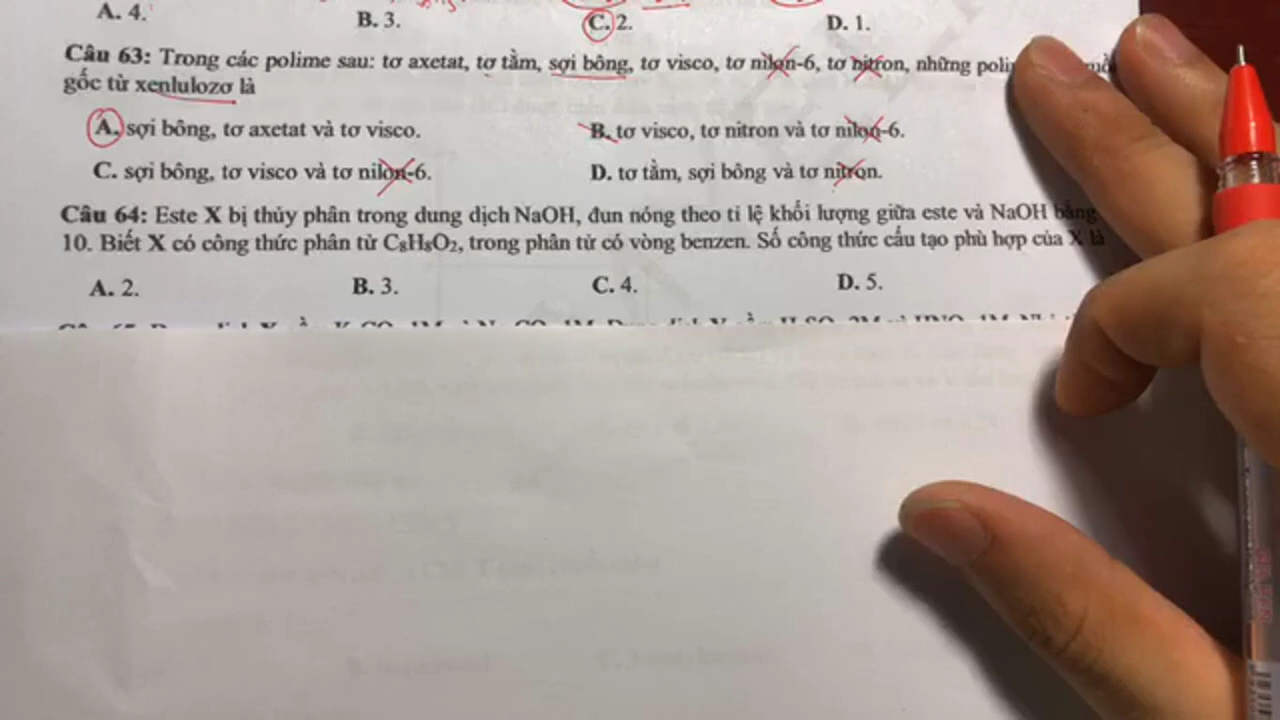 A. 4. B. 3. C. 2. D. 1.
Câu 63: Trong các polime sau: tơ axetat, tơ tằm, sợi bông, tơ visco, tơ nilon-6, tơ nitron, những
gốc từ xenlulozơ là
A. sợi bông, tơ axetat và tơ visco. B. tơ visco, tơ nitron và tơ nilon-6.
C. sợi bông, tơ visco và tơ nilon-6. D. tơ tằm, sợi bông và tơ nitron.
Câu 64: Este X bị thủy phân trong dung dịch NaOH, đun nóng theo tỉ lệ khối lượng giữa este và NaOH bằng
10. Biết X có công thức phân tử C₈H₈O₂, trong phân tử có vòng benzen. Số công thức cấu tạo phù hợp của X là
A. 2. B. 3. C. 4. D. 5.